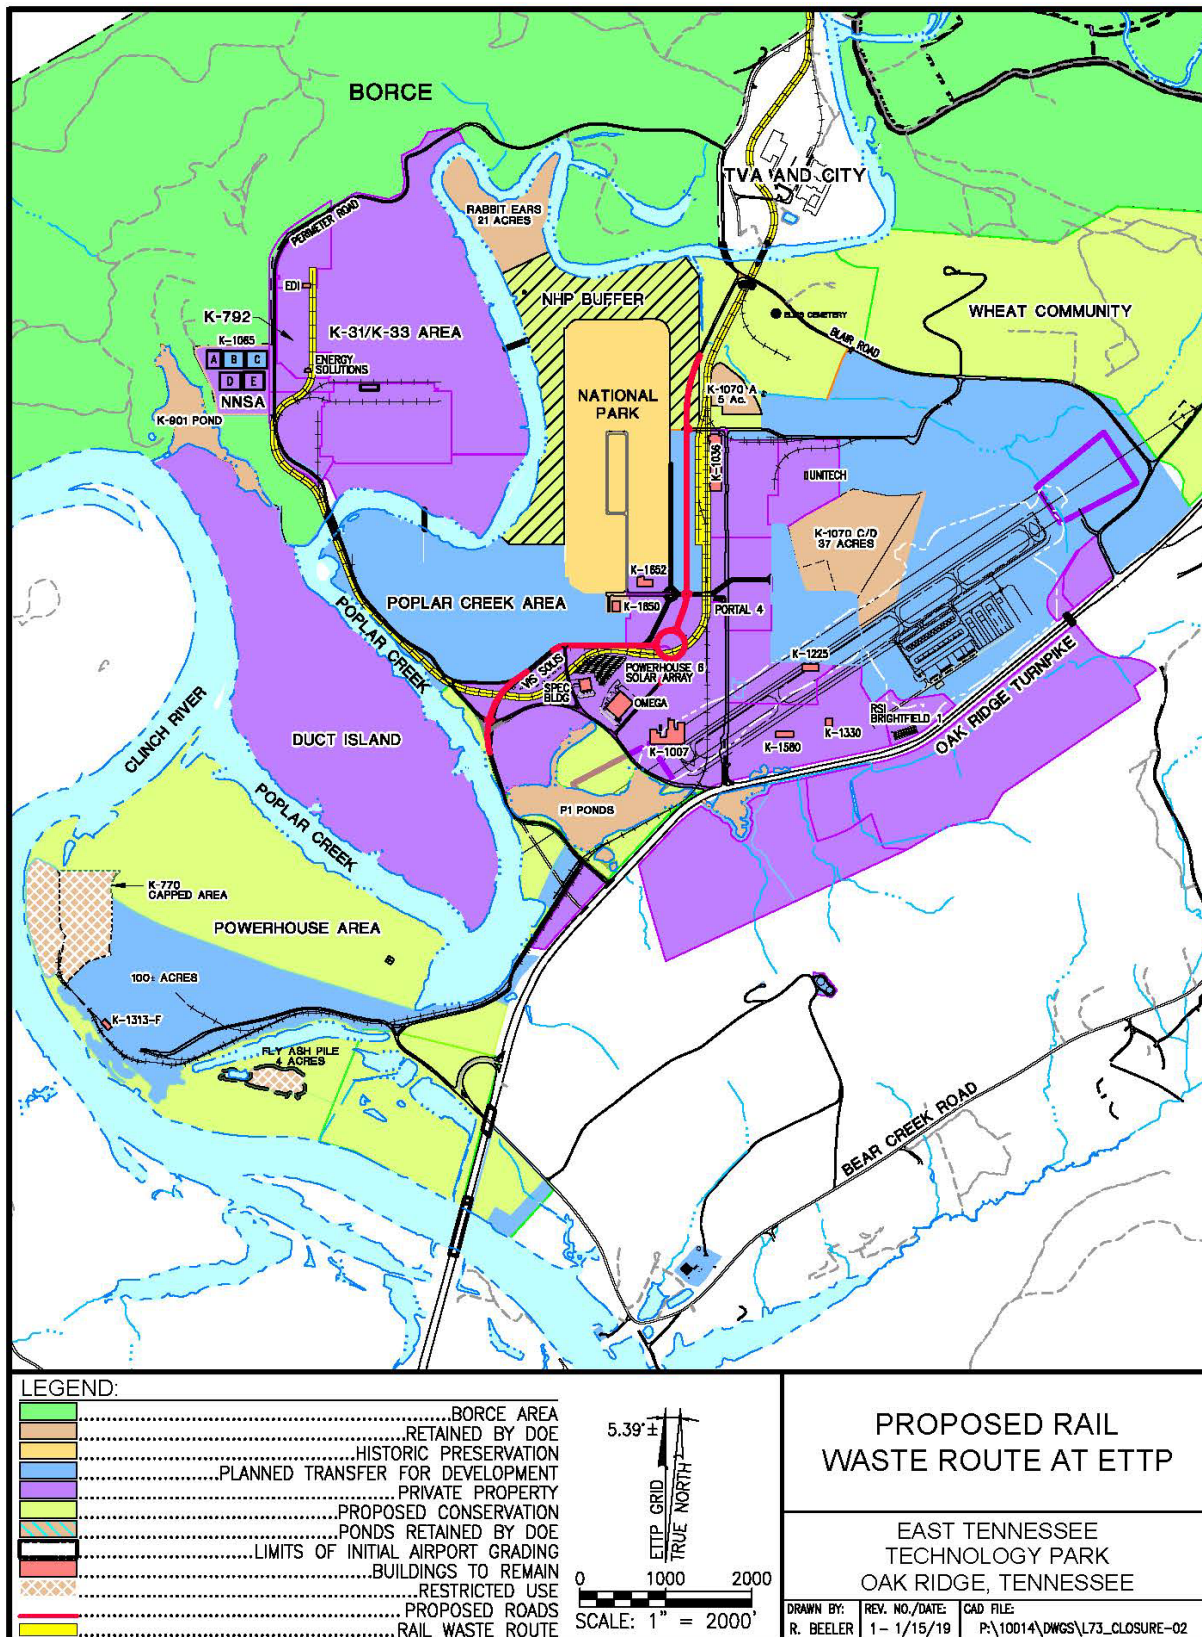 BORCE
TVA AND CITY
RABBIT EARS
21 ACRES
PERIMETER ROAD
EDI
NHP BUFFER
ELLIS CEMETERY
WHEAT COMMUNITY
K-792
K-31/K-33 AREA
BLAIR ROAD
K-1065
A B C
D E
NNSA
ENERGY
SOLUTIONS
NATIONAL
PARK
K-1070-A
5 Ac.
K-901 POND
K-1036
UNITECH
K-1070 C/D
37 ACRES
K-1652
K-1650
POPLAR CREEK AREA
PORTAL 4
POPLAR CREEK
VIS SOLIS
POWERHOUSE 6
SOLAR ARRAY
K-1225
SPEC
BLDG
OMEGA
RSI
BRIGHTFIELD 1
OAK RIDGE TURNPIKE
K-1330
K-1580
K-1007
CLINCH RIVER
DUCT ISLAND
POPLAR CREEK
P1 PONDS
K-770
CAPPED AREA
POWERHOUSE AREA
100± ACRES
K-1313-F
FLY ASH PILE
4 ACRES
BEAR CREEK ROAD
LEGEND:
BORCE AREA
RETAINED BY DOE
HISTORIC PRESERVATION
PLANNED TRANSFER FOR DEVELOPMENT
PRIVATE PROPERTY
PROPOSED CONSERVATION
PONDS RETAINED BY DOE
LIMITS OF INITIAL AIRPORT GRADING
BUILDINGS TO REMAIN
RESTRICTED USE
PROPOSED ROADS
RAIL WASTE ROUTE
5.39°±
ETTP GRID
TRUE NORTH
0 1000 2000
SCALE: 1" = 2000'
PROPOSED RAIL
WASTE ROUTE AT ETTP
EAST TENNESSEE
TECHNOLOGY PARK
OAK RIDGE, TENNESSEE
DRAWN BY: REV. NO./DATE: CAD FILE:
R. BEELER 1 - 1/15/19 P:\10014\DWGS\L73_CLOSURE-02